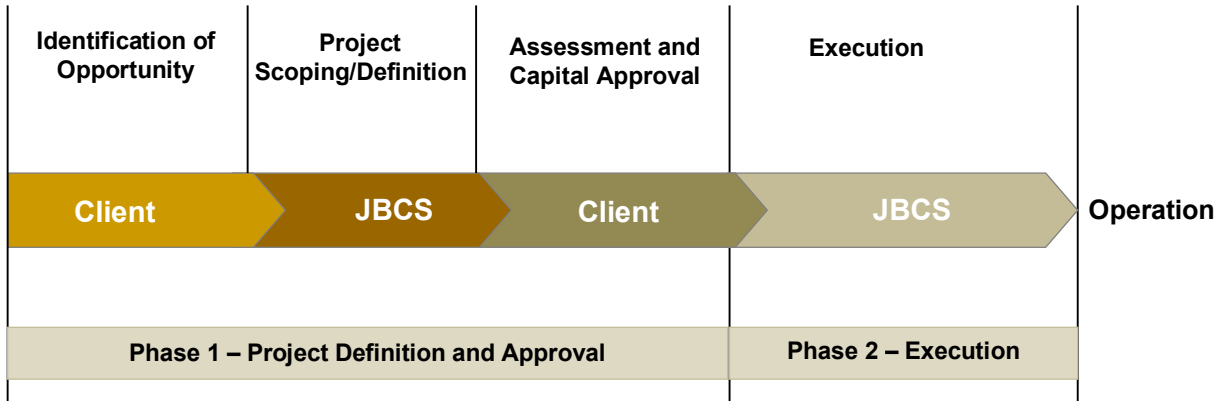 Identification of
Opportunity
Project
Scoping/Definition
Assessment and
Capital Approval
Execution
Client
JBCS
Client
JBCS
Operation
Phase 1 – Project Definition and Approval
Phase 2 – Execution